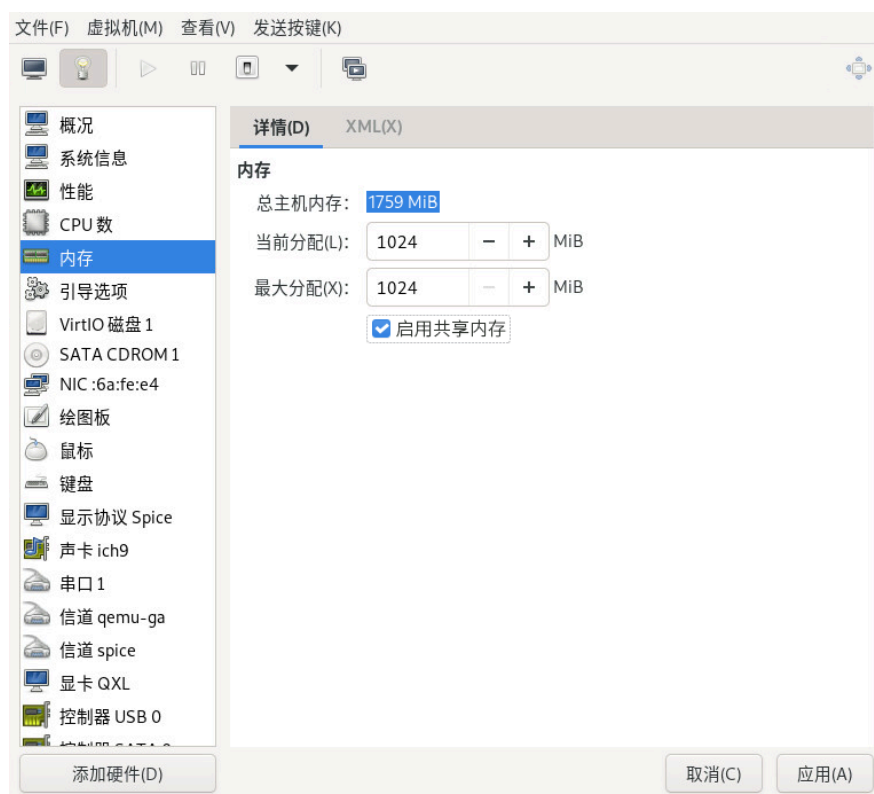 文件(F) 虚拟机(M) 查看(V) 发送按键(K)
概况
系统信息
性能
CPU 数
内存
引导选项
VirtIO 磁盘 1
SATA CDROM 1
NIC :6a:fe:e4
绘图板
鼠标
键盘
显示协议 Spice
声卡 ich9
串口 1
信道 qemu-ga
信道 spice
显卡 QXL
控制器 USB 0
添加硬件(D)
详情(D) XML(X)
内存
总主机内存: 1759 MiB
当前分配(L): 1024 − + MiB
最大分配(X): 1024 − + MiB
启用共享内存
取消(C) 应用(A)